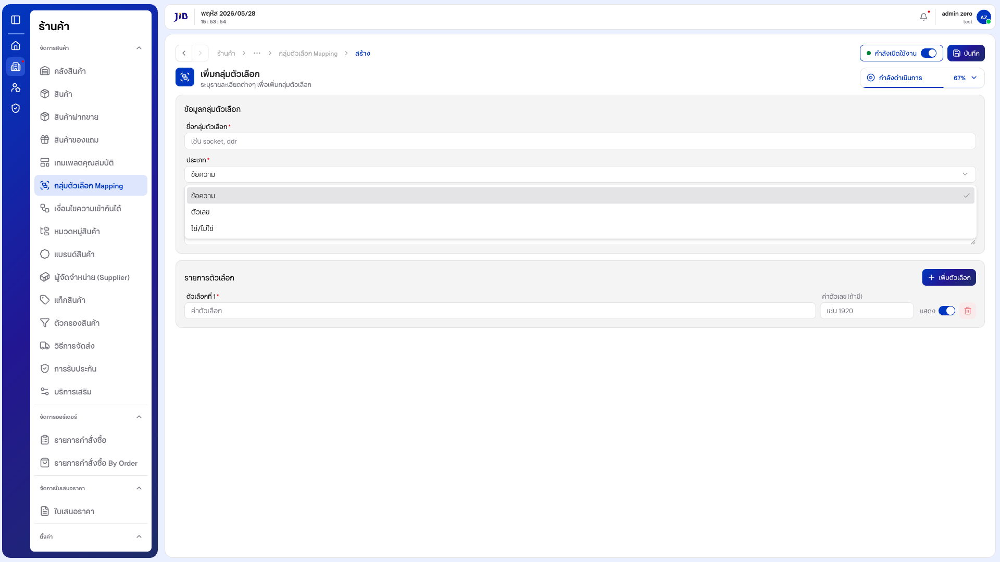 ร้านค้า
จัดการสินค้า
คลังสินค้า
สินค้า
สินค้าฝากขาย
สินค้าของแถม
เทมเพลตคุณสมบัติ
กลุ่มตัวเลือก Mapping
เงื่อนไขความเข้ากันได้
หมวดหมู่สินค้า
แบรนด์สินค้า
ผู้จัดจำหน่าย (Supplier)
แท็กสินค้า
ตัวกรองสินค้า
วิธีการจัดส่ง
การรับประกัน
บริการเสริม
จัดการออร์เดอร์
รายการคำสั่งซื้อ
รายการคำสั่งซื้อ By Order
จัดการใบเสนอราคา
ใบเสนอราคา
ตั้งค่า
JIB
พฤหัส 2026/05/28
15 : 53 : 54
admin zero
test
AZ
ร้านค้า
กลุ่มตัวเลือก Mapping
สร้าง
กำลังเปิดใช้งาน
บันทึก
เพิ่มกลุ่มตัวเลือก
ระบุรายละเอียดต่างๆ เพื่อเพิ่มกลุ่มตัวเลือก
กำลังดำเนินการ
67%
ข้อมูลกลุ่มตัวเลือก
ชื่อกลุ่มตัวเลือก*
เช่น socket, ddr
ประเภท*
ข้อความ
ข้อความ
ตัวเลข
ใช่/ไม่ใช่
รายการตัวเลือก
เพิ่มตัวเลือก
ตัวเลือกที่ 1*
ค่าตัวเลข (ถ้ามี)
ค่าตัวเลือก
เช่น 1920
แสดง